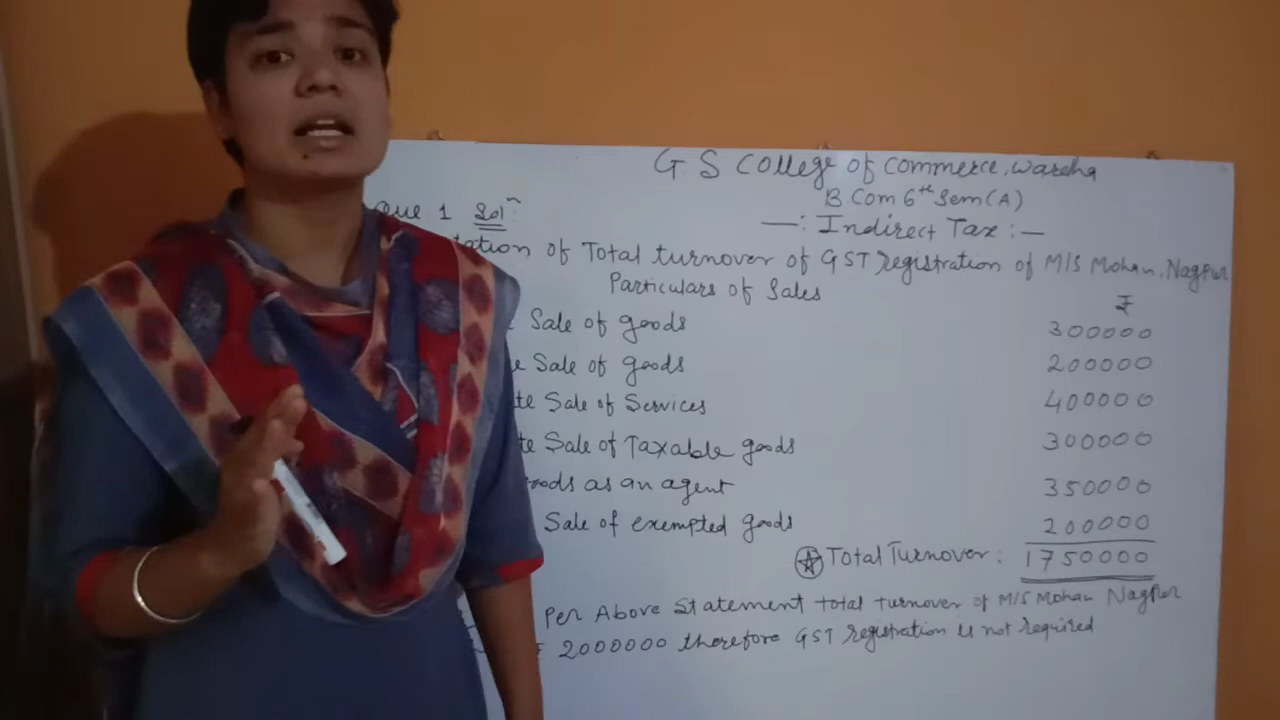 G S College of Commerce, Wardha
B Com 6th Sem (A)
Que 1 Soln:
—: Indirect Tax :—
tation of Total turnover of GST registration of M/S Mohan, Nagpur
Particulars of Sales ₹
Sale of goods 300000
Sale of goods 200000
te Sale of Services 400000
te Sale of Taxable goods 300000
oods as an agent 350000
Sale of exempted goods 200000
Total Turnover: 1750000
Per Above Statement total turnover of M/S Mohan Nagpur
2000000 therefore GST registration is not required